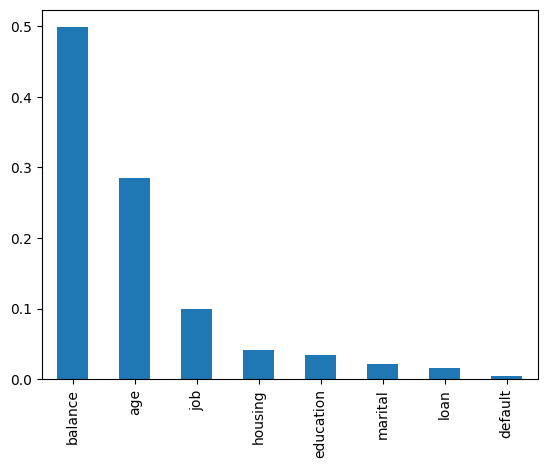 0.5
0.4
0.3
0.2
0.1
0.0
balance
age
job
housing
education
marital
loan
default